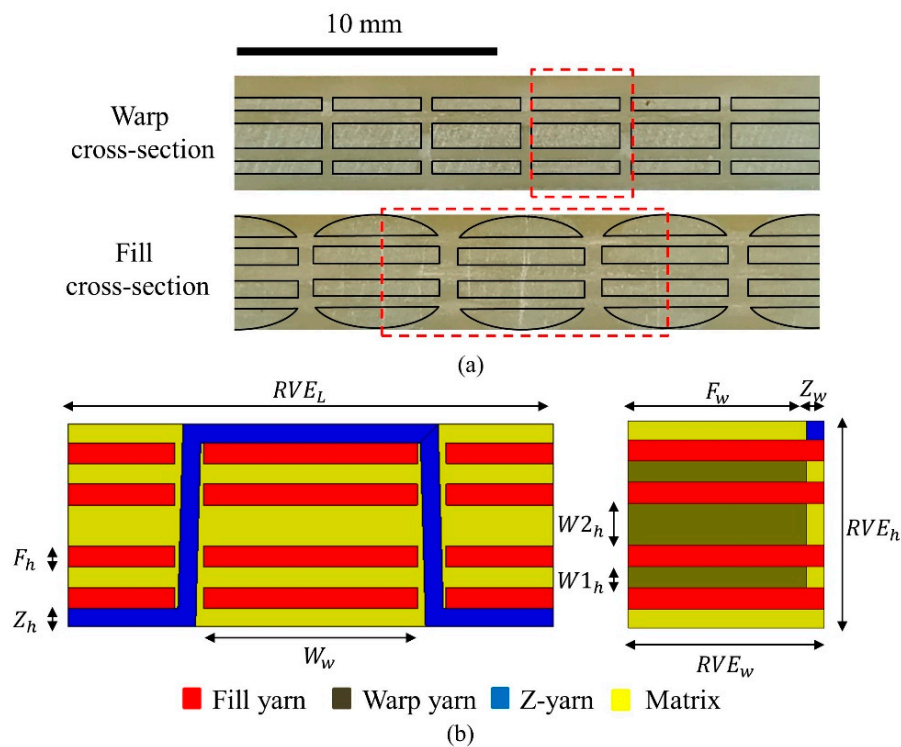 10 mm
Warp
cross-section
Fill
cross-section
(a)
RVE_L
F_w
Z_w
F_h
Z_h
W_w
W2_h
W1_h
RVE_h
RVE_w
Fill yarn
Warp yarn
Z-yarn
Matrix
(b)